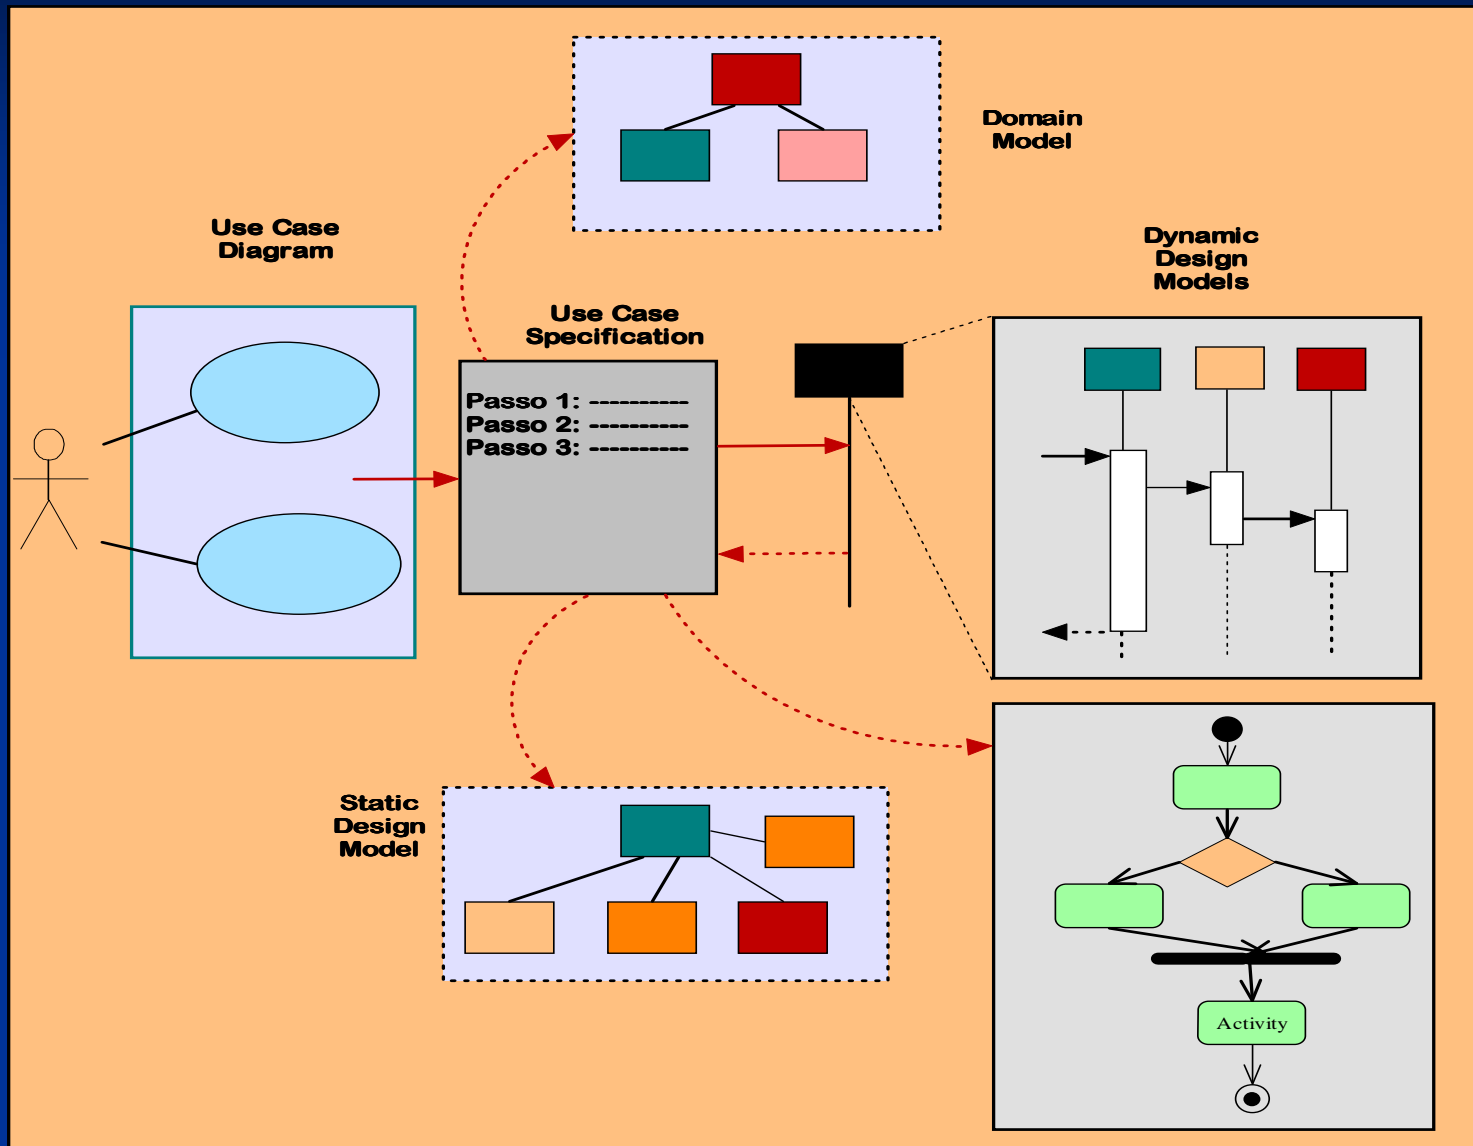 Domain
Model
Use Case
Diagram
Dynamic
Design
Models
Use Case
Specification
Passo 1: ---------
Passo 2: ---------
Passo 3: ---------
Static
Design
Model
Activity